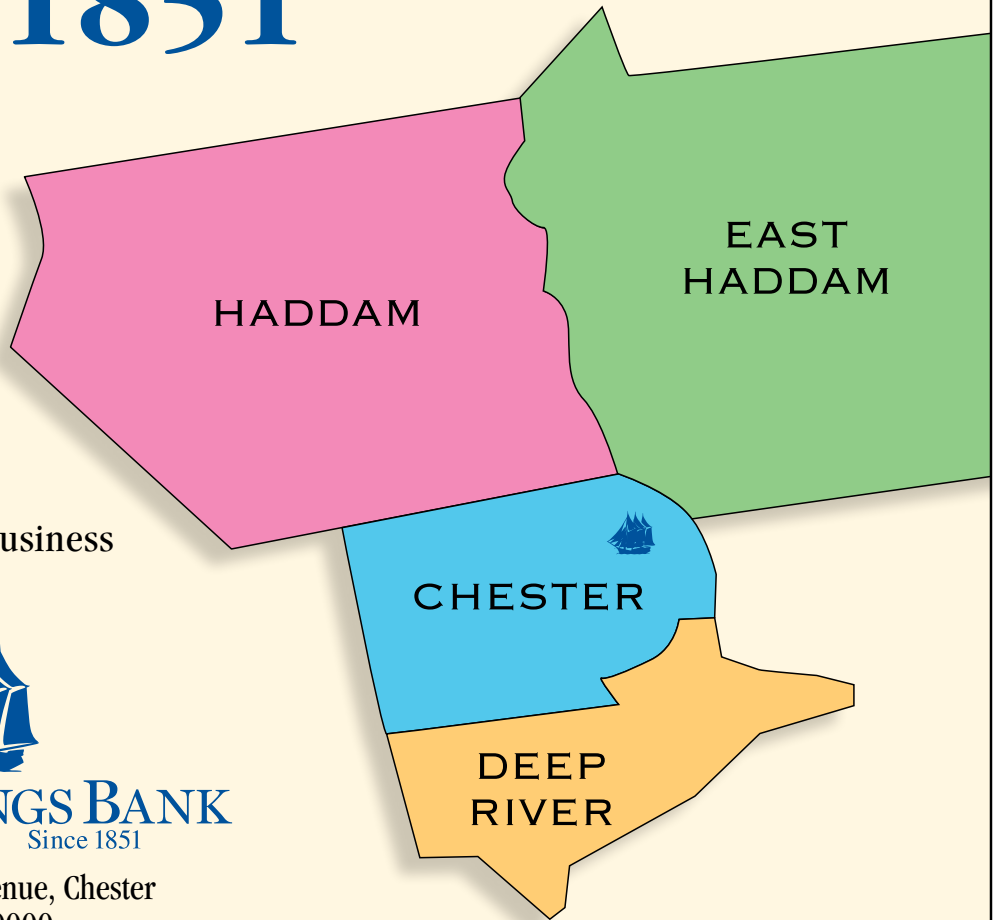 1851
EAST
HADDAM
HADDAM
usiness
CHESTER
DEEP
RIVER
NGS BANK
Since 1851
enue, Chester